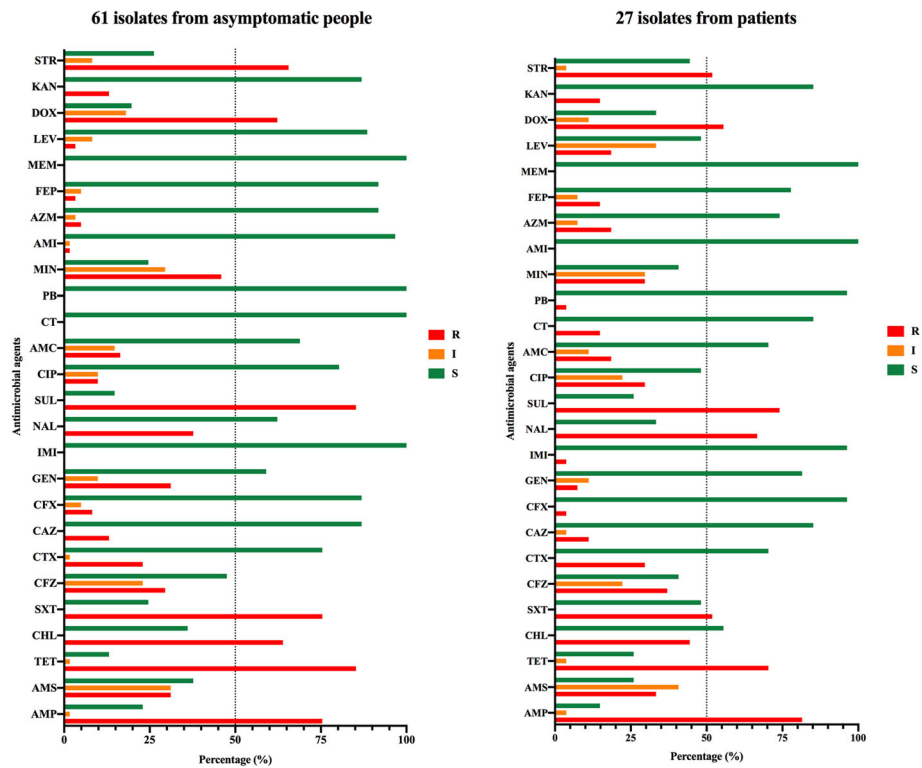 61 isolates from asymptomatic people
STR
KAN
DOX
LEV
MEM
FEP
AZM
AMI
MIN
PB
CT
AMC
CIP
SUL
NAL
IMI
GEN
CFX
CAZ
CTX
CFZ
SXT
CHL
TET
AMS
AMP
Antimicrobial agents
0 25 50 75 100
Percentage (%)
R
I
S
27 isolates from patients
STR
KAN
DOX
LEV
MEM
FEP
AZM
AMI
MIN
PB
CT
AMC
CIP
SUL
NAL
IMI
GEN
CFX
CAZ
CTX
CFZ
SXT
CHL
TET
AMS
AMP
Antimicrobial agents
0 25 50 75 100
Percentage (%)
R
I
S